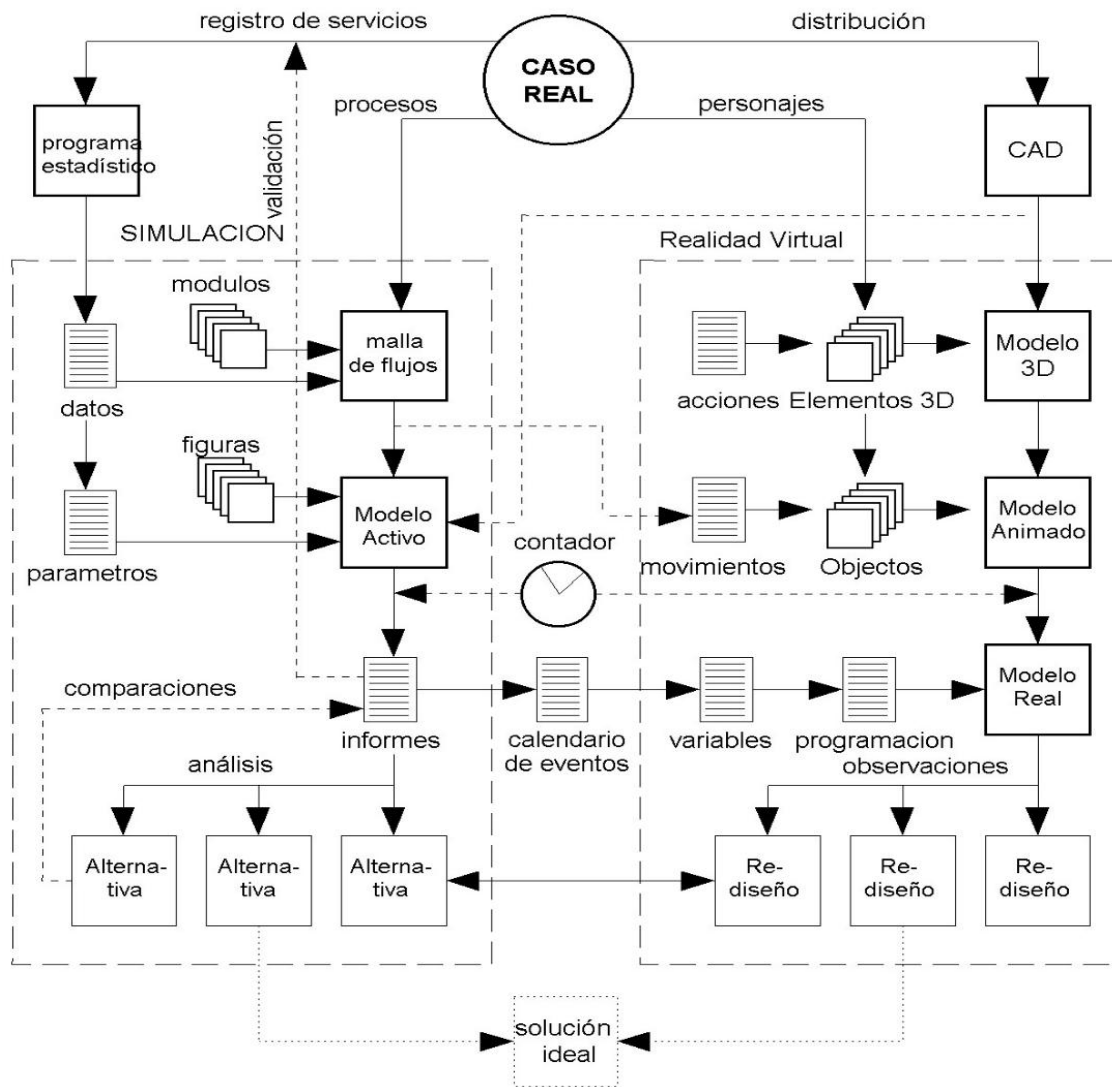 registro de servicios
distribución
CASO
REAL
procesos
personajes
programa
estadístico
CAD
validación
SIMULACION
Realidad Virtual
modulos
malla
de flujos
Modelo
3D
datos
acciones
Elementos 3D
figuras
Modelo
Activo
contador
Modelo
Animado
parametros
movimientos
Objectos
comparaciones
Modelo
Real
informes
calendario
de eventos
variables
programacion
observaciones
análisis
Alterna-
tiva
Alterna-
tiva
Alterna-
tiva
Re-
diseño
Re-
diseño
Re-
diseño
solución
ideal